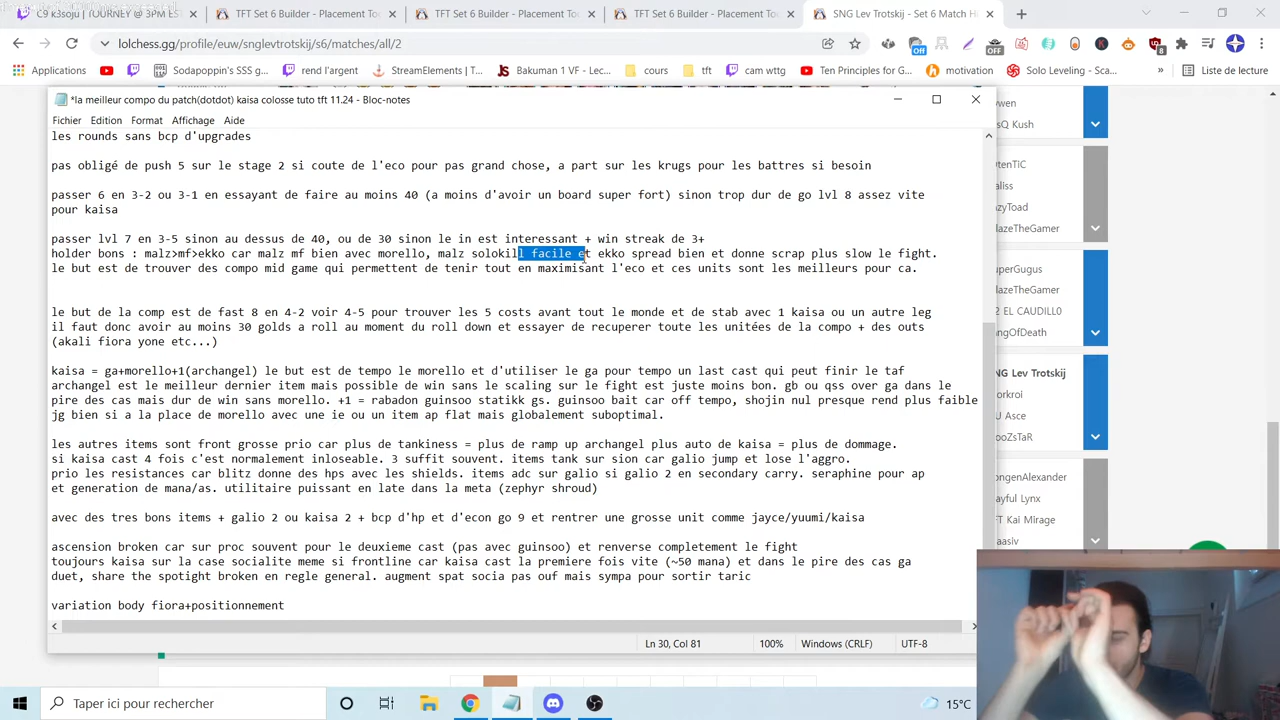 C9 k3soju | TOURNEY @ 3PM EST
TFT Set 6 Builder - Placement Too
TFT Set 6 Builder - Placement Too
TFT Set 6 Builder - Placement Too
SNG Lev Trotskij - Set 6 Match H
lolchess.gg/profile/euw/snglevtrotskij/s6/matches/all/2
Off
OFF
8
Applications
Sodapoppin's SSS g...
rend l'argent
StreamElements | T...
Bakuman 1 VF - Lec...
cours
tft
cam wttg
Ten Principles for G...
motivation
Solo Leveling - Sca...
»
Liste de lecture
*la meilleur compo du patch(dotdot) kaisa colosse tuto tft 11.24 - Bloc-notes
Fichier Edition Format Affichage Aide
les rounds sans bcp d'upgrades
pas obligé de push 5 sur le stage 2 si coute de l'eco pour pas grand chose, a part sur les krugs pour les battres si besoin
passer 6 en 3-2 ou 3-1 en essayant de faire au moins 40 (a moins d'avoir un board super fort) sinon trop dur de go lvl 8 assez vite
pour kaisa
passer lvl 7 en 3-5 sinon au dessus de 40, ou de 30 sinon le in est interessant + win streak de 3+
holder bons : malz>mf>ekko car malz mf bien avec morello, malz solokill facile et ekko spread bien et donne scrap plus slow le fight.
le but est de trouver des compo mid game qui permettent de tenir tout en maximisant l'eco et ces units sont les meilleurs pour ca.
le but de la comp est de fast 8 en 4-2 voir 4-5 pour trouver les 5 costs avant tout le monde et de stab avec 1 kaisa ou un autre leg
il faut donc avoir au moins 30 golds a roll au moment du roll down et essayer de recuperer toute les unitées de la compo + des outs
(akali fiora yone etc...)
kaisa = ga+morello+1(archangel) le but est de tempo le morello et d'utiliser le ga pour tempo un last cast qui peut finir le taf
archangel est le meilleur dernier item mais possible de win sans le scaling sur le fight est juste moins bon. gb ou qss over ga dans le
pire des cas mais dur de win sans morello. +1 = rabadon guinsoo statikk gs. guinsoo bait car off tempo, shojin nul presque rend plus faible
jg bien si a la place de morello avec une ie ou un item ap flat mais globalement suboptimal.
les autres items sont front grosse prio car plus de tankiness = plus de ramp up archangel plus auto de kaisa = plus de dommage.
si kaisa cast 4 fois c'est normalement inloseable. 3 suffit souvent. items tank sur sion car galio jump et lose l'aggro.
prio les resistances car blitz donne des hps avec les shields. items adc sur galio si galio 2 en secondary carry. seraphine pour ap
et generation de mana/as. utilitaire puissant en late dans la meta (zephyr shroud)
avec des tres bons items + galio 2 ou kaisa 2 + bcp d'hp et d'econ go 9 et rentrer une grosse unit comme jayce/yuumi/kaisa
ascension broken car sur proc souvent pour le deuxieme cast (pas avec guinsoo) et renverse completement le fight
toujours kaisa sur la case socialite meme si frontline car kaisa cast la premiere fois vite (~50 mana) et dans le pire des cas ga
duet, share the spotlight broken en regle general. augment spat socia pas ouf mais sympa pour sortir taric
variation body fiora+positionnement
Ln 30, Col 81
100%
Windows (CRLF)
UTF-8
SNG Lev Trotskij
Taper ici pour rechercher
15°C